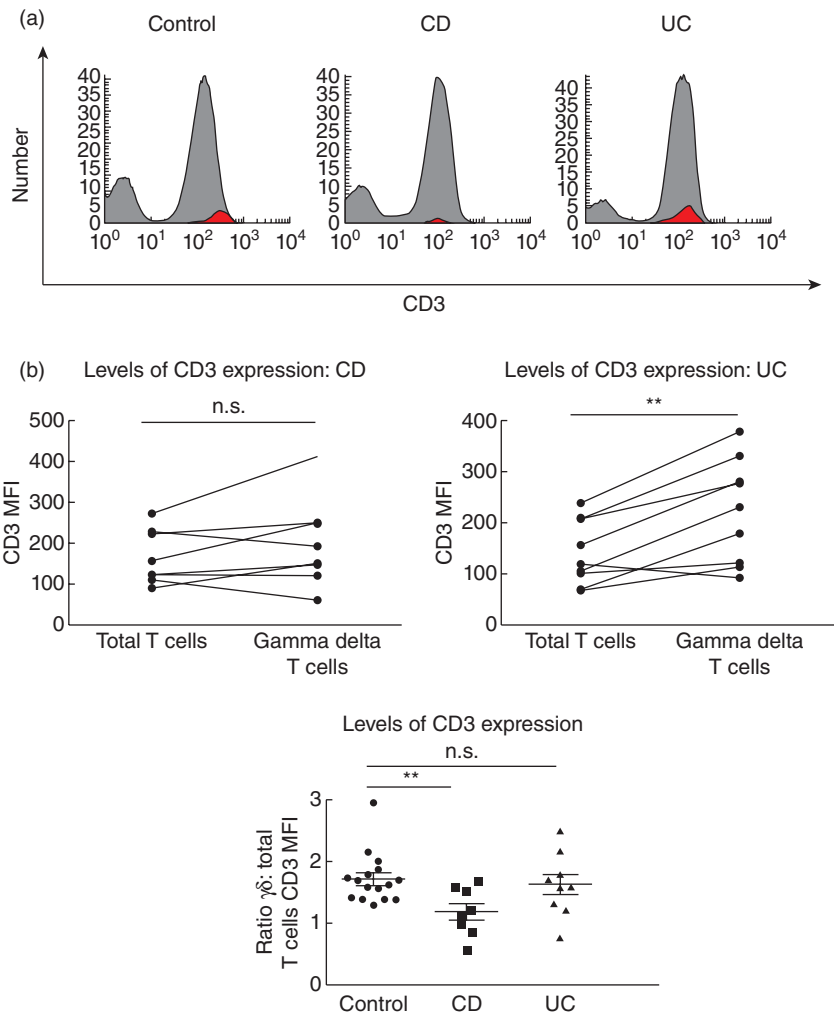 (a)
Control
CD
UC
Number
40
35
30
25
20
15
10
5
0
10⁰ 10¹ 10² 10³ 10⁴
40
35
30
25
20
15
10
5
0
10⁰ 10¹ 10² 10³ 10⁴
40
35
30
25
20
15
10
5
0
10⁰ 10¹ 10² 10³ 10⁴
CD3
(b)
Levels of CD3 expression: CD
n.s.
CD3 MFI
500
400
300
200
100
0
Total T cells
Gamma delta
T cells
Levels of CD3 expression: UC
**
CD3 MFI
400
300
200
100
0
Total T cells
Gamma delta
T cells
Levels of CD3 expression
n.s.
**
Ratio γδ: total
T cells CD3 MFI
3
2
1
0
Control
CD
UC